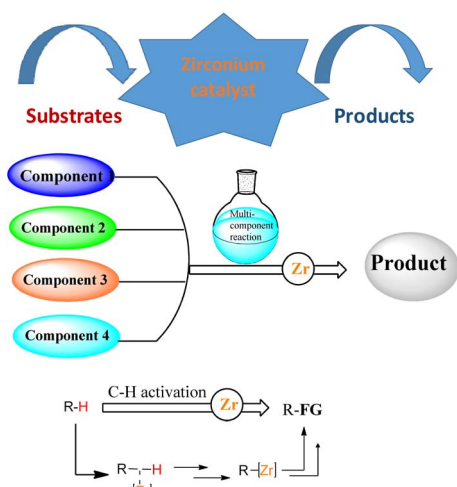 Zirconium
catalyst
Substrates
Products
Component
Component 2
Component 3
Component 4
Multi-
component
reaction
Zr
Product
C-H activation
R-H
Zr
R-FG
R-H
[Zr]
R-[Zr]